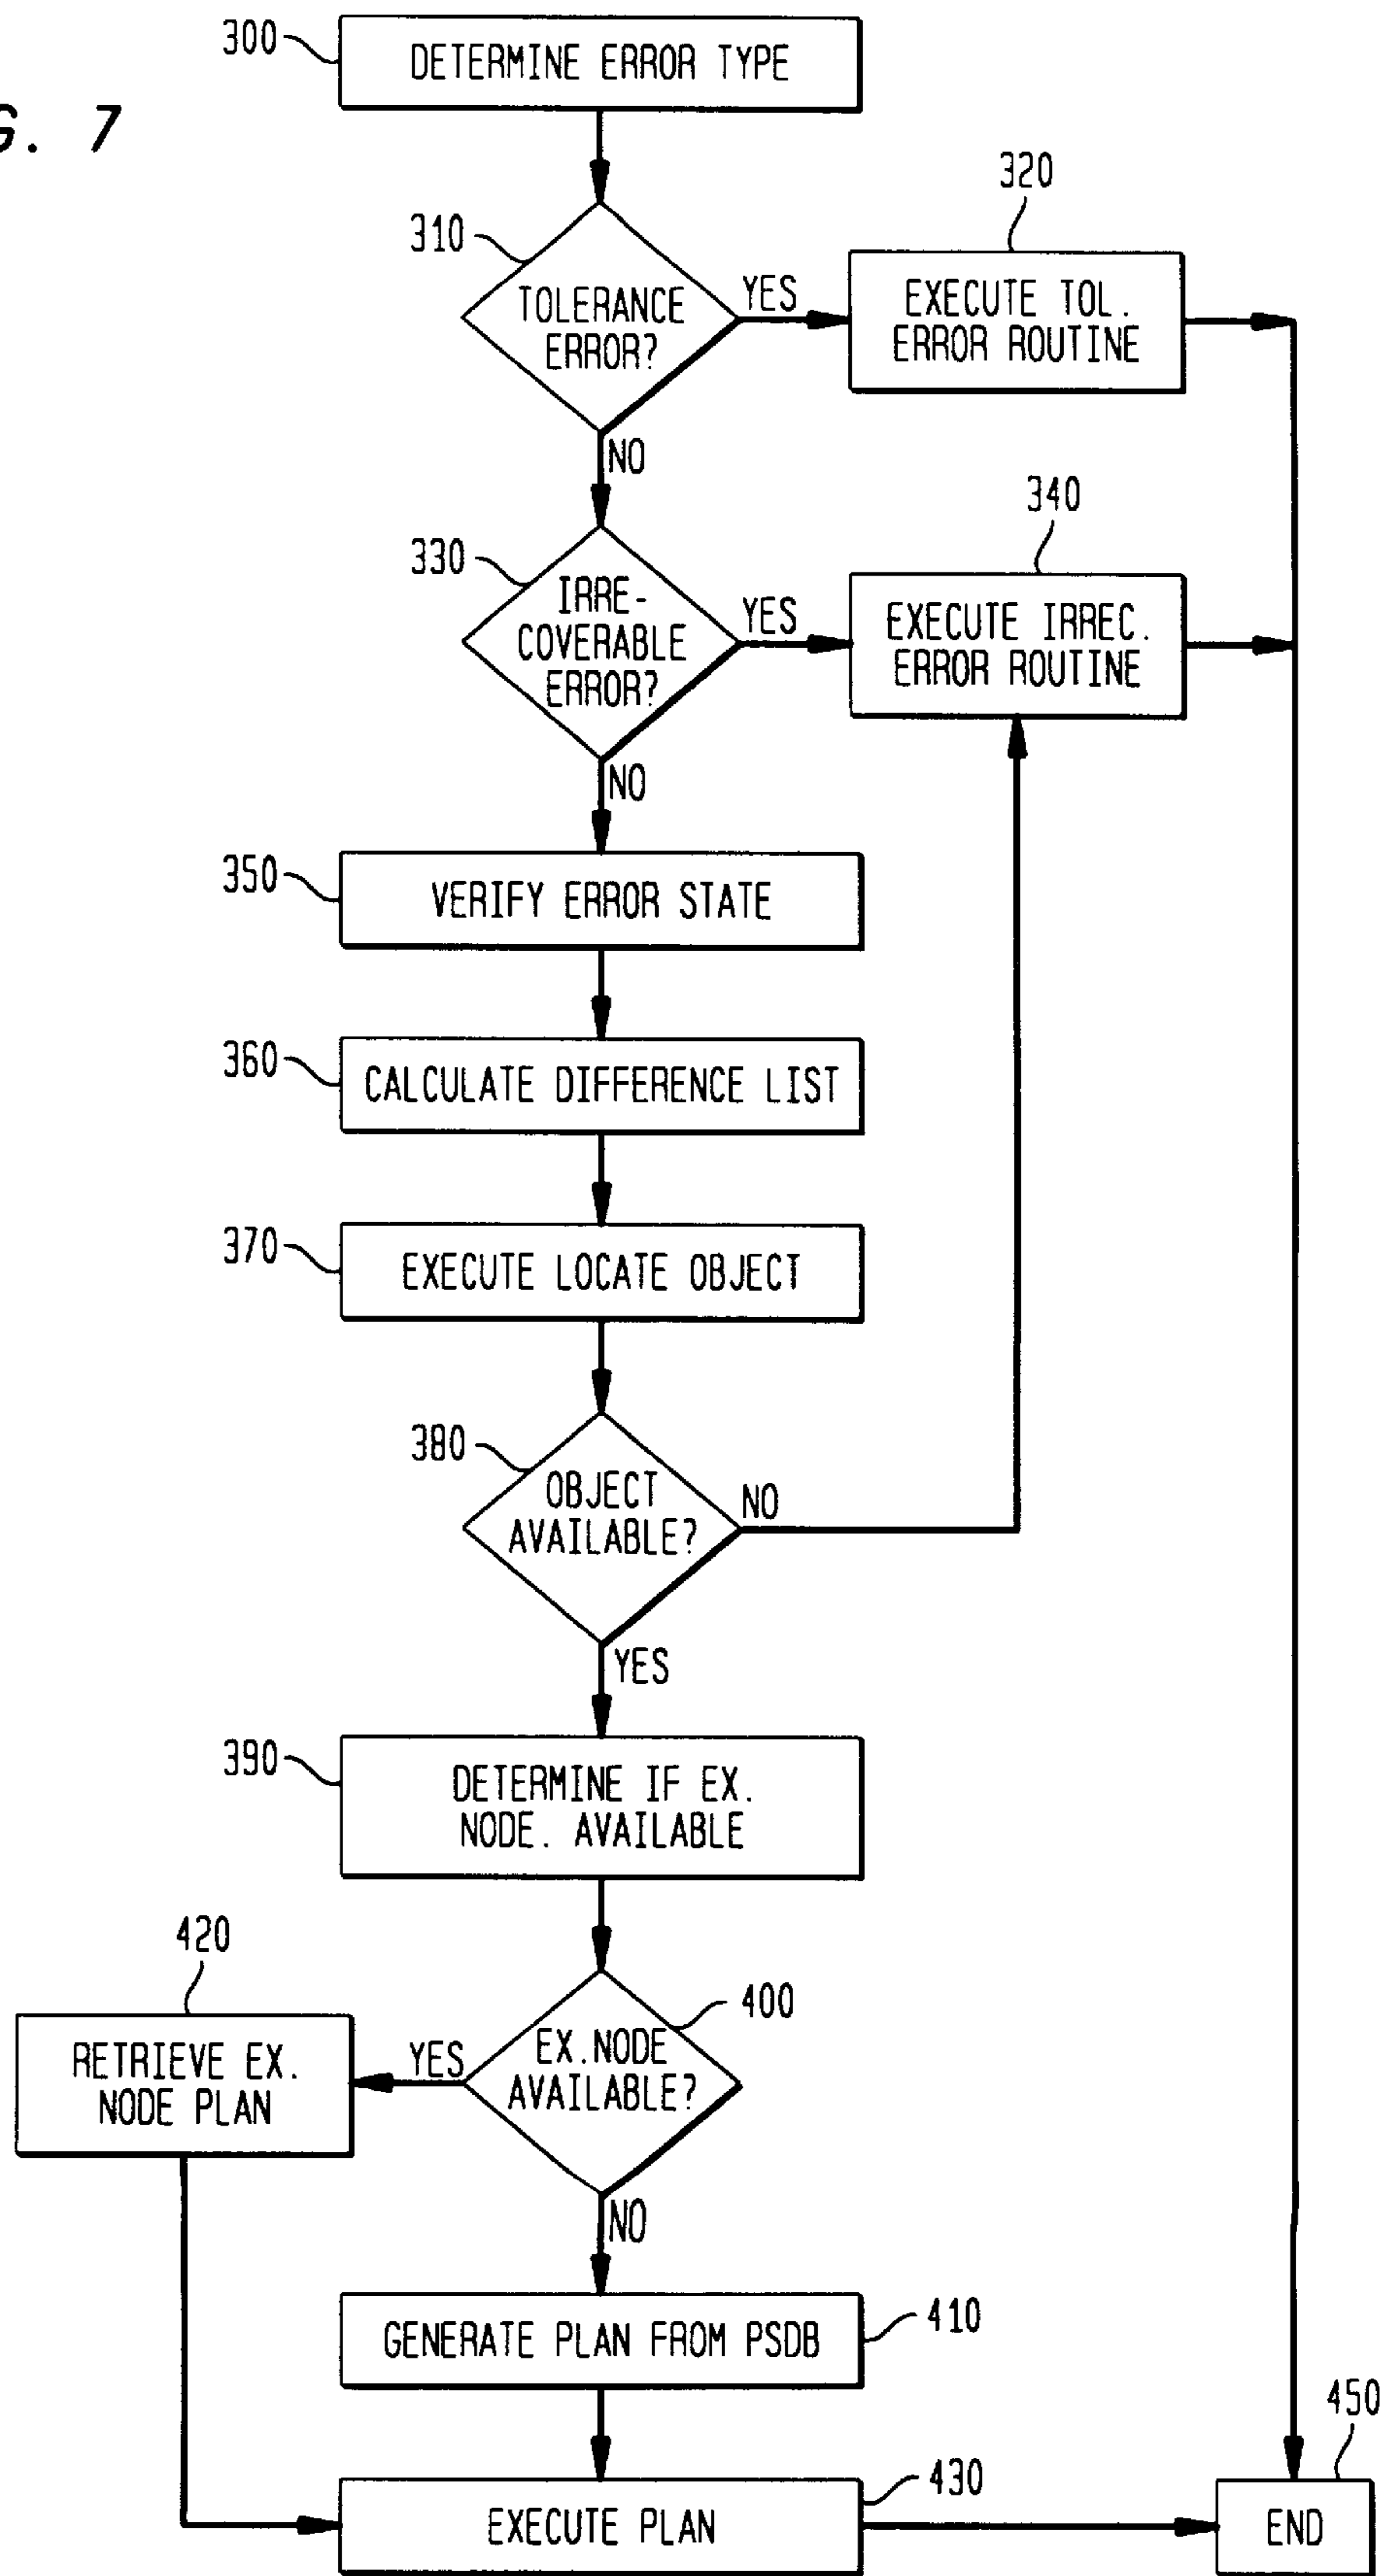 300
DETERMINE ERROR TYPE
G. 7
320
310
TOLERANCE
ERROR?
YES
EXECUTE TOL.
ERROR ROUTINE
NO
340
330
IRRE-
COVERABLE
ERROR?
YES
EXECUTE IRREC.
ERROR ROUTINE
NO
350
VERIFY ERROR STATE
360
CALCULATE DIFFERENCE LIST
370
EXECUTE LOCATE OBJECT
380
OBJECT
AVAILABLE?
NO
YES
390
DETERMINE IF EX.
NODE. AVAILABLE
420
400
RETRIEVE EX.
NODE PLAN
YES
EX.NODE
AVAILABLE?
NO
GENERATE PLAN FROM PSDB
410
450
430
EXECUTE PLAN
END